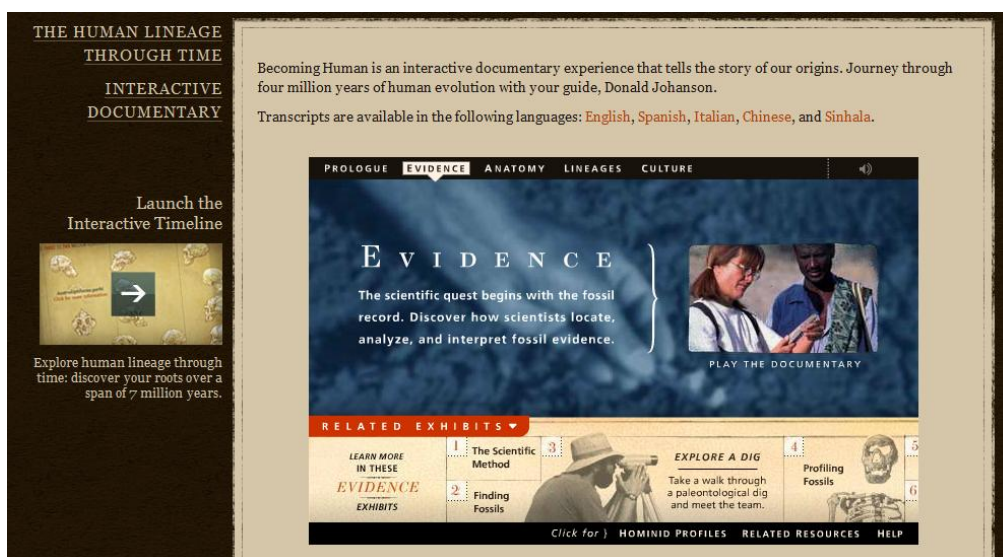 THE HUMAN LINEAGE
THROUGH TIME
INTERACTIVE
DOCUMENTARY
Launch the
Interactive Timeline
Explore human lineage through
time: discover your roots over a
span of 7 million years.
Becoming Human is an interactive documentary experience that tells the story of our origins. Journey through
four million years of human evolution with your guide, Donald Johanson.
Transcripts are available in the following languages: English, Spanish, Italian, Chinese, and Sinhala.
PROLOGUE EVIDENCE ANATOMY LINEAGES CULTURE
EVIDENCE
The scientific quest begins with the fossil
record. Discover how scientists locate,
analyze, and interpret fossil evidence.
PLAY THE DOCUMENTARY
RELATED EXHIBITS
LEARN MORE
IN THESE
EVIDENCE
EXHIBITS
1 The Scientific
Method
2 Finding
Fossils
3
EXPLORE A DIG
Take a walk through
a paleontological dig
and meet the team.
4 Profiling
Fossils
5
6
Click for } HOMINID PROFILES RELATED RESOURCES HELP